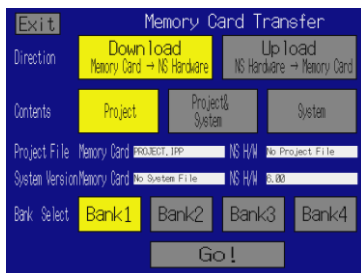 Exit Memory Card Transfer
Direction
Download
Memory Card → NS Hardware
Upload
NS Hardware → Memory Card
Contents
Project
Project&
System
System
Project File Memory Card PROJECT.IPP NS H/W No Project File
System Version Memory Card No System File NS H/W 6.00
Bank Select Bank1 Bank2 Bank3 Bank4
Go!